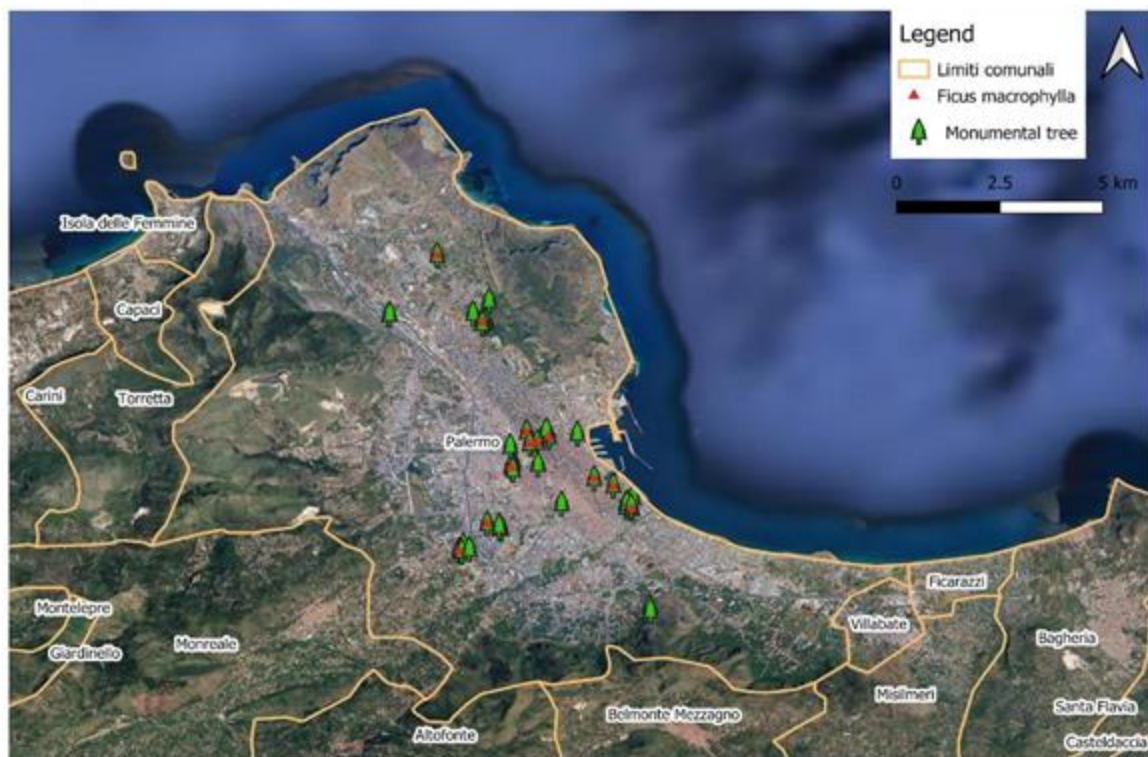 Legend
Limiti comunali
Ficus macrophylla
Monumental tree
0 2.5 5 km
Isola delle Femmine
Capaci
Carini
Torretta
Palermo
Montelepre
Giardinello
Monreale
Ficarazzi
Villabate
Bagheria
Misilmeri
Santa Flavia
Belmonte Mezzagno
Altofonte
Casteldaccia